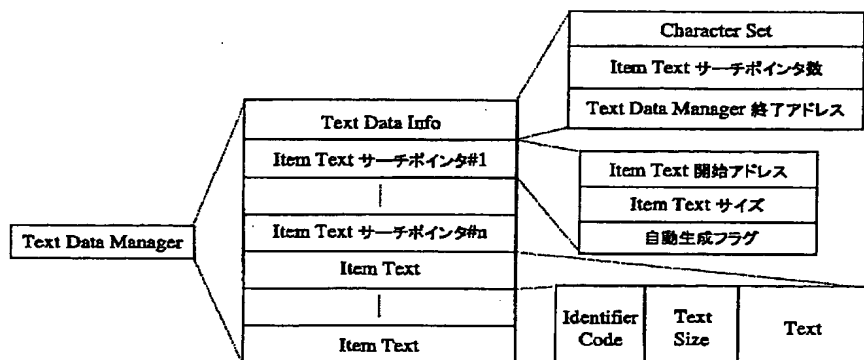 Text Data Manager
Text Data Info
Item Text サーチポインタ#1
Item Text サーチポインタ#n
Item Text
Item Text
Character Set
Item Text サーチポインタ数
Text Data Manager 終了アドレス
Item Text 開始アドレス
Item Text サイズ
自動生成フラグ
Identifier
Code
Text
Size
Text